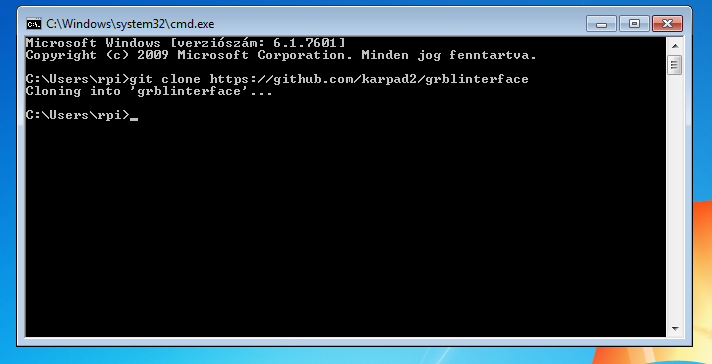 C:\Windows\system32\cmd.exe
Microsoft Windows [verziószám: 6.1.7601]
Copyright (c) 2009 Microsoft Corporation. Minden jog fenntartva.
C:\Users\rpi>git clone https://github.com/karpad2/grblinterface
Cloning into 'grblinterface'...
C:\Users\rpi>_